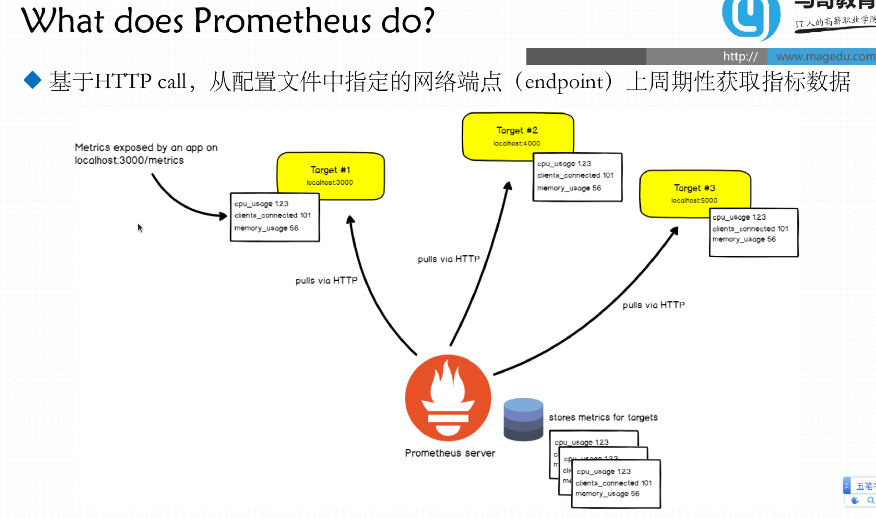 What does Prometheus do?
马哥教育
IT人的高薪职业学院
http:// www.magedu.com
基于HTTP call，从配置文件中指定的网络端点（endpoint）上周期性获取指标数据
Metrics exposed by an app on
localhost:3000/metrics
Target #1
localhost:3000
cpu_usage 1.23
clients_connected 101
memory_usage 56
Target #2
localhost:4000
cpu_usage 1.23
clients_connected 101
memory_usage 56
Target #3
localhost:5000
cpu_usage 1.23
clients_connected 101
memory_usage 56
pulls via HTTP
pulls via HTTP
pulls via HTTP
Prometheus server
stores metrics for targets
cpu_usage 1.23
cpu_usage 1.23
cpu_usage 1.23
clients_connected 101
memory_usage 56
五笔